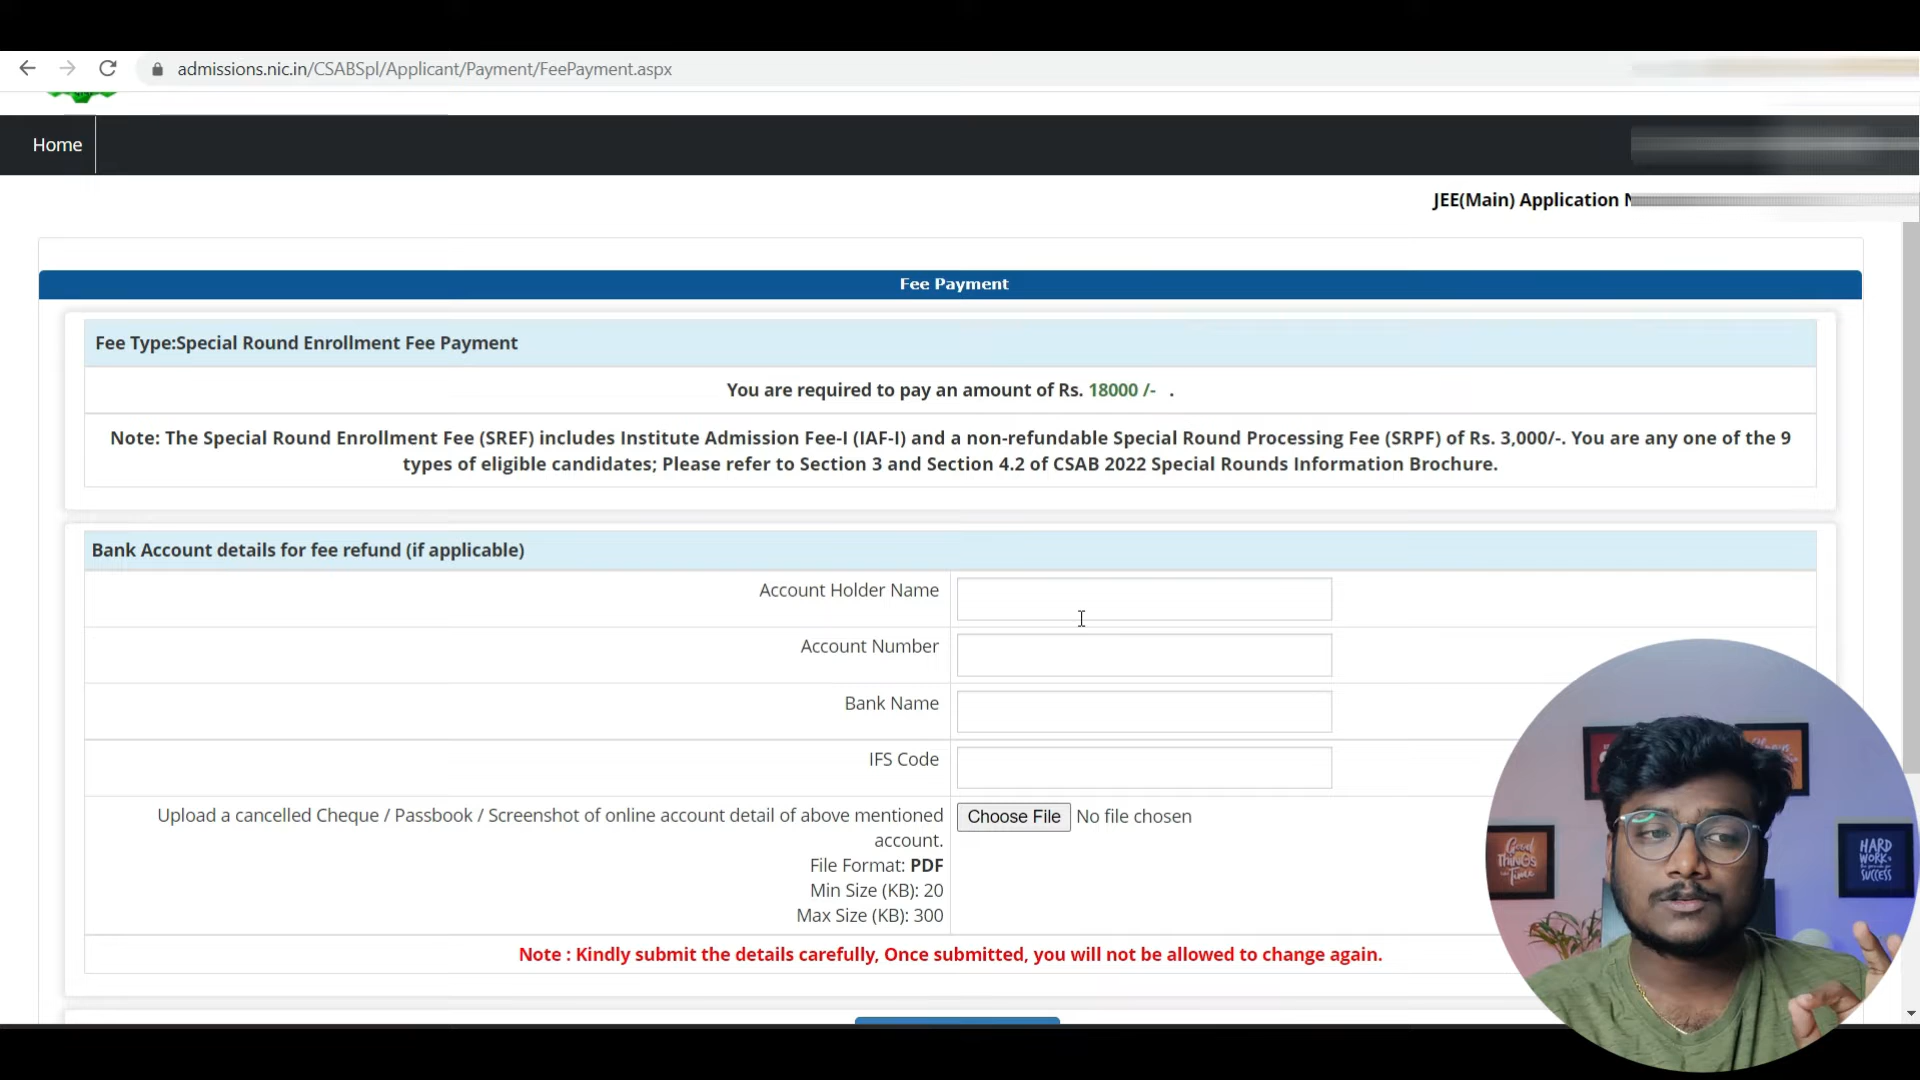 admissions.nic.in/CSABSpl/Applicant/Payment/FeePayment.aspx
Home
JEE(Main) Application
Fee Payment
Fee Type:Special Round Enrollment Fee Payment
You are required to pay an amount of Rs. 18000 /- .
Note: The Special Round Enrollment Fee (SREF) includes Institute Admission Fee-I (IAF-I) and a non-refundable Special Round Processing Fee (SRPF) of Rs. 3,000/-. You are any one of the 9
types of eligible candidates; Please refer to Section 3 and Section 4.2 of CSAB 2022 Special Rounds Information Brochure.
Bank Account details for fee refund (if applicable)
Account Holder Name
Account Number
Bank Name
IFS Code
Upload a cancelled Cheque / Passbook / Screenshot of online account detail of above mentioned
account.
Choose File No file chosen
File Format: PDF
Min Size (KB): 20
Max Size (KB): 300
Note : Kindly submit the details carefully, Once submitted, you will not be allowed to change again.
Good
THINGS
Time
HARD
WORK
SUCCESS